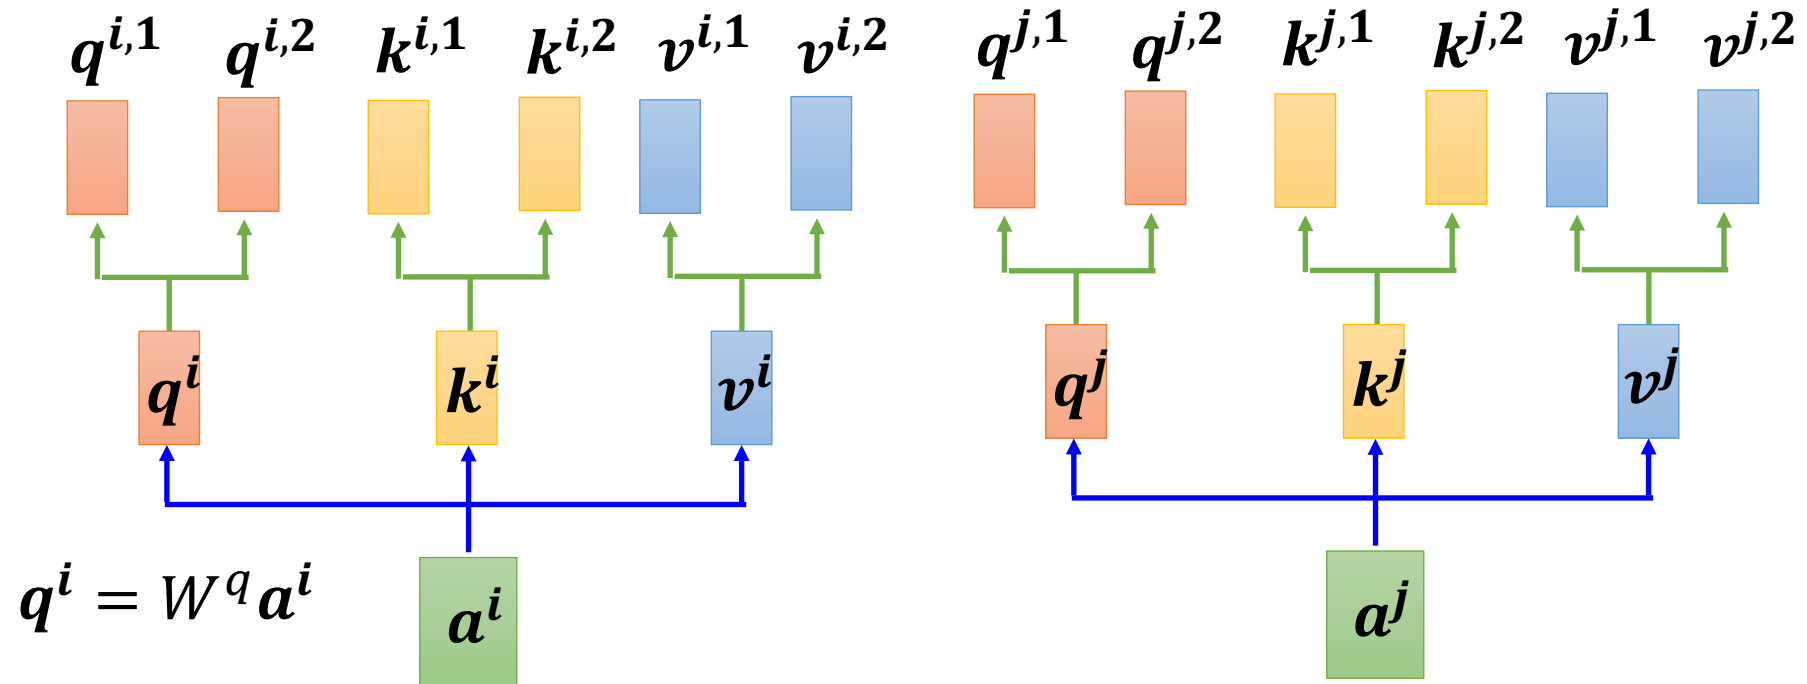 q^{i,1} q^{i,2} k^{i,1} k^{i,2} v^{i,1} v^{i,2} q^{j,1} q^{j,2} k^{j,1} k^{j,2} v^{j,1} v^{j,2}
q^i k^i v^i q^j k^j v^j
q^i = W^q a^i
a^i a^j